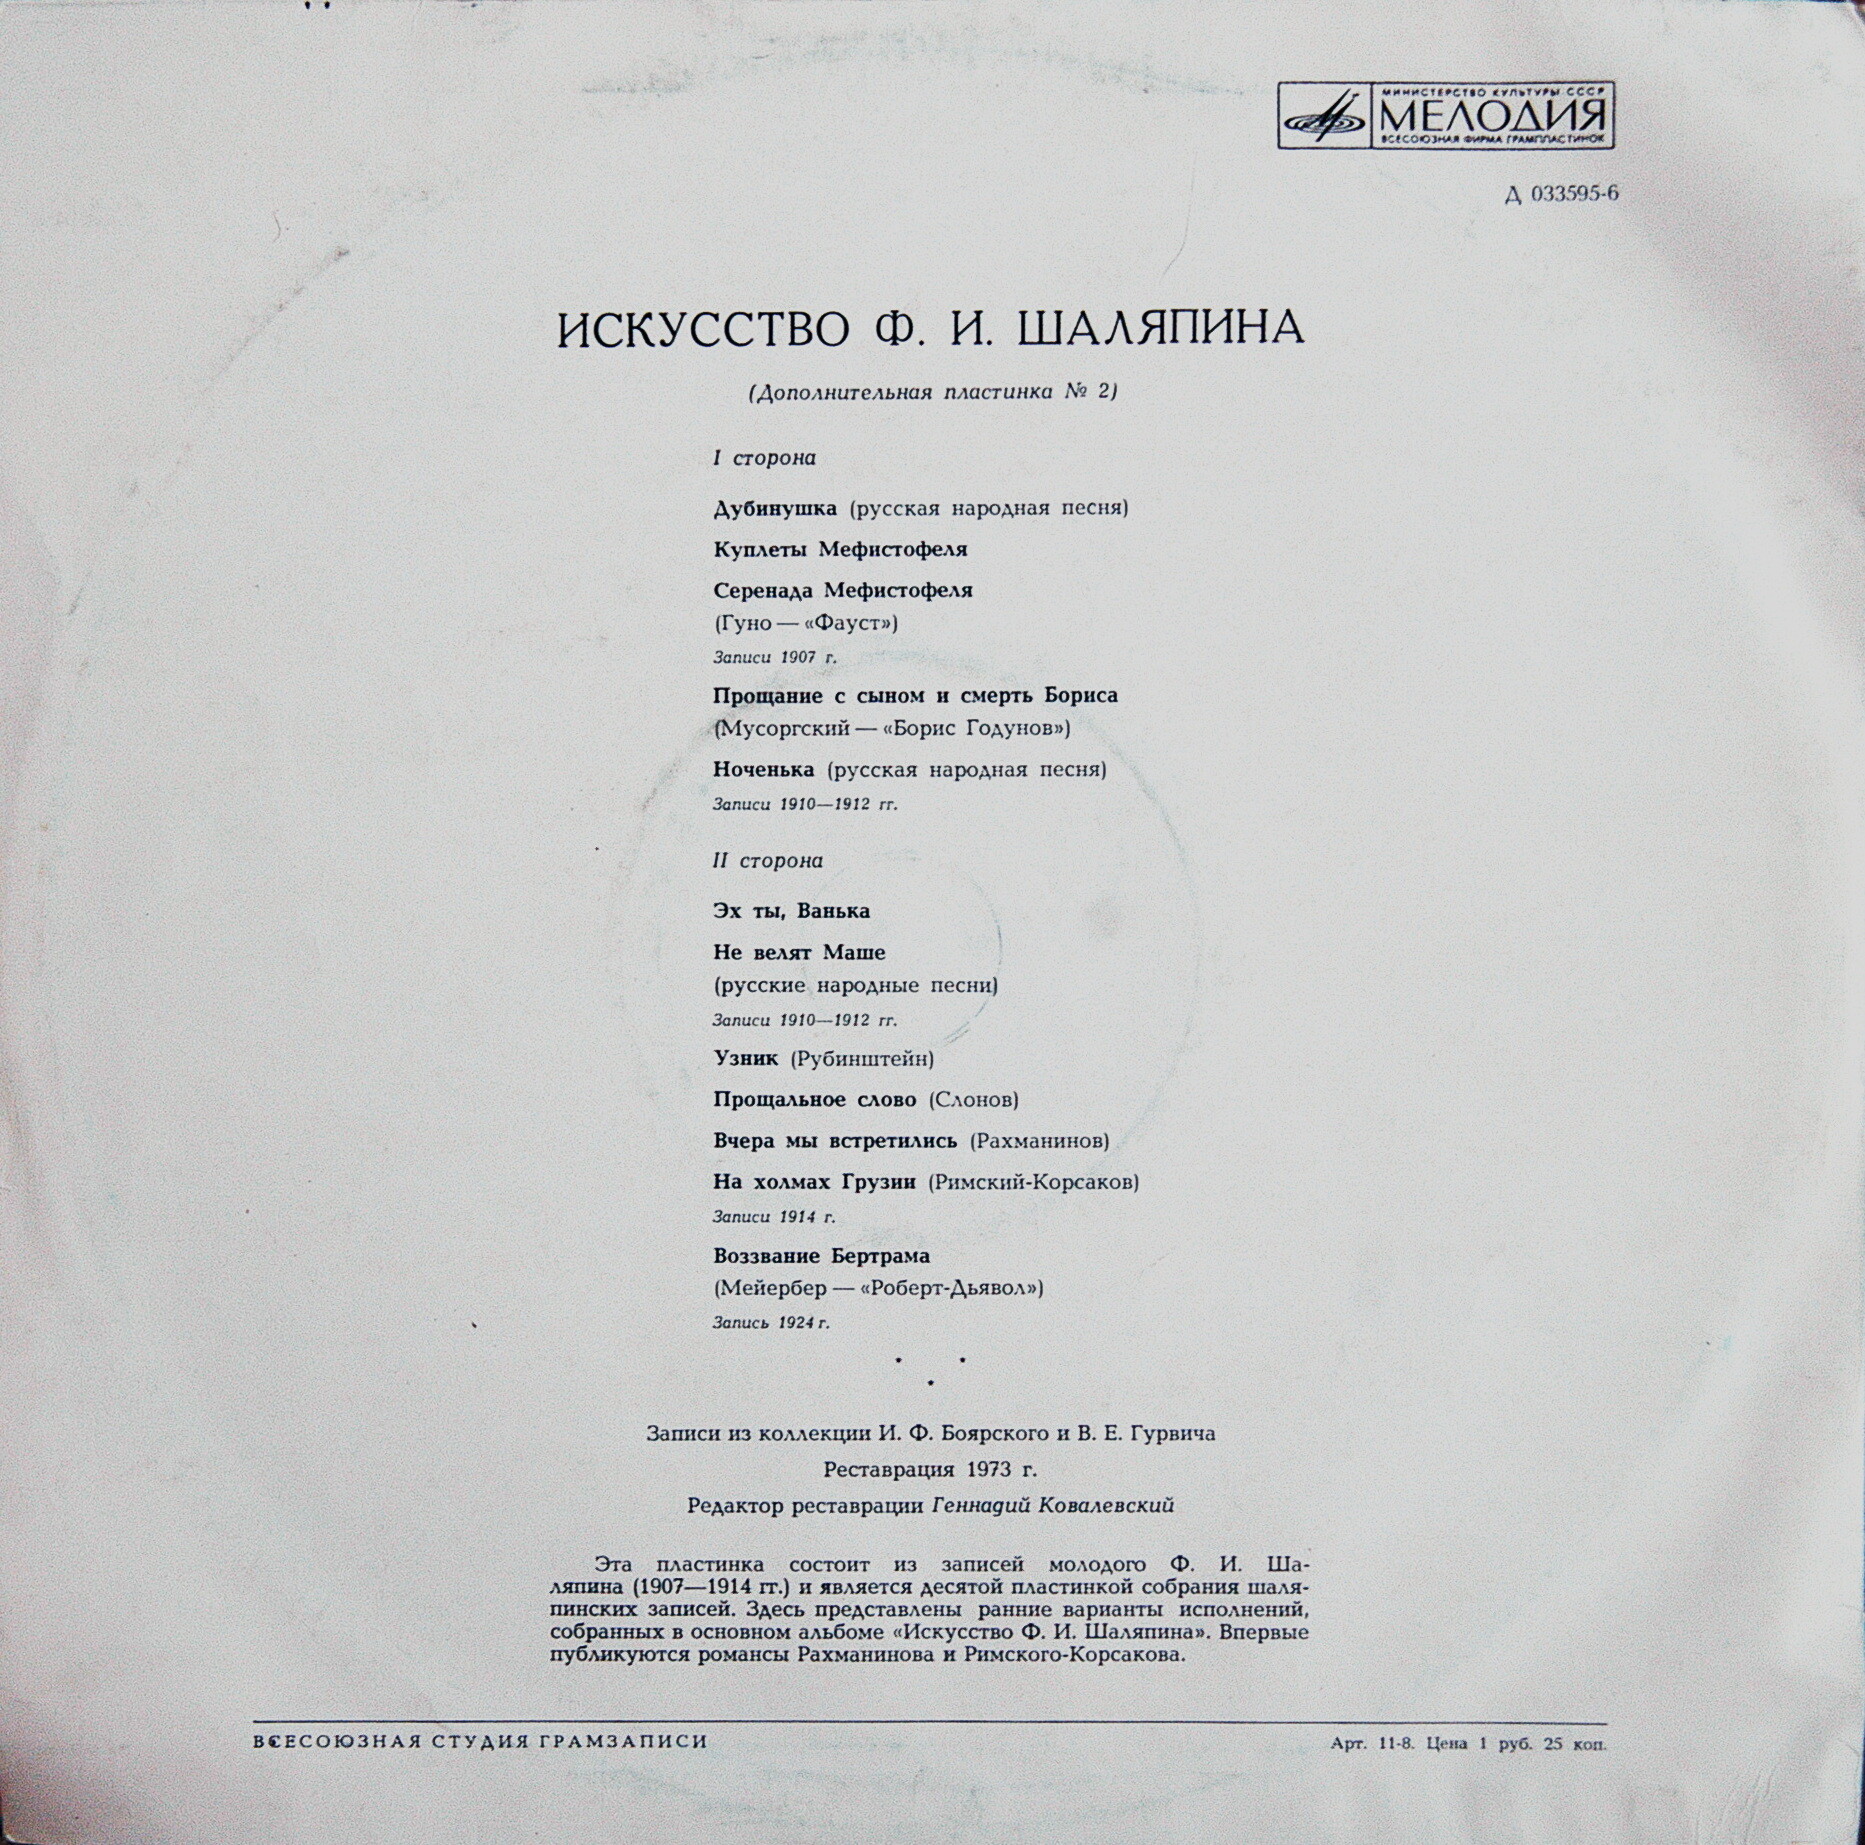 МИНИСТЕРСТВО КУЛЬТУРЫ СССР
МЕЛОДИЯ
ВСЕСОЮЗНАЯ ФИРМА ГРАМПЛАСТИНОК
Д 033595-6
ИСКУССТВО Ф. И. ШАЛЯПИНА
(Дополнительная пластинка № 2)
I сторона
Дубинушка (русская народная песня)
Куплеты Мефистофеля
Серенада Мефистофеля
(Гуно — «Фауст»)
Записи 1907 г.
Прощание с сыном и смерть Бориса
(Мусоргский — «Борис Годунов»)
Ноченька (русская народная песня)
Записи 1910—1912 гг.
II сторона
Эх ты, Ванька
Не велят Маше
(русские народные песни)
Записи 1910—1912 гг.
Узник (Рубинштейн)
Прощальное слово (Слонов)
Вчера мы встретились (Рахманинов)
На холмах Грузии (Римский-Корсаков)
Записи 1914 г.
Воззвание Бертрама
(Мейербер — «Роберт-Дьявол»)
Запись 1924 г.
Записи из коллекции И. Ф. Боярского и В. Е. Гурвича
Реставрация 1973 г.
Редактор реставрации Геннадий Ковалевский
Эта пластинка состоит из записей молодого Ф. И. Ша-
ляпина (1907—1914 гг.) и является десятой пластинкой собрания шаля-
пинских записей. Здесь представлены ранние варианты исполнений,
собранных в основном альбоме «Искусство Ф. И. Шаляпина». Впервые
публикуются романсы Рахманинова и Римского-Корсакова.
ВСЕСОЮЗНАЯ СТУДИЯ ГРАМЗАПИСИ
Арт. 11-8. Цена 1 руб. 25 коп.